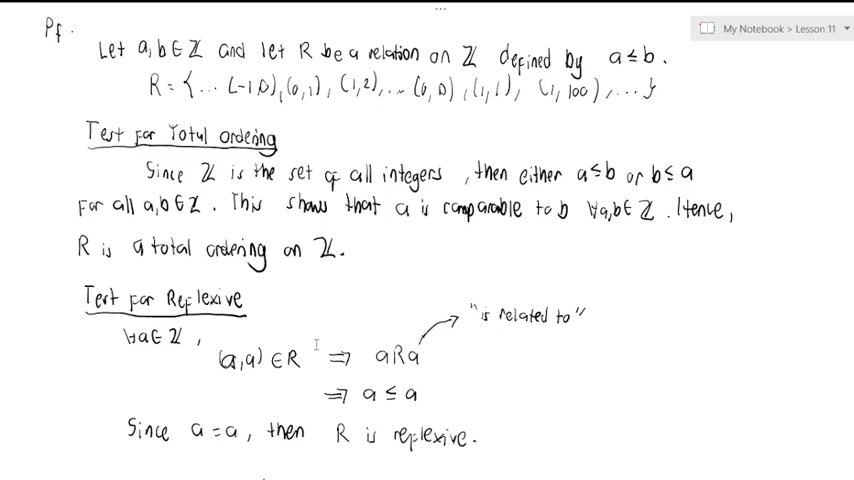 Pf.
My Notebook > Lesson 11
Let a,b ∈ ℤ and let R be a relation on ℤ defined by a ≤ b.
R = { ... (-1,0), (0,1), (1,2), ... (0,0), (1,1), (1,100), ... }
Test for Total ordering
Since ℤ is the set of all integers, then either a ≤ b or b ≤ a
For all a,b ∈ ℤ. This shows that a is comparable to b ∀a,b ∈ ℤ. Hence,
R is a total ordering on ℤ.
Test for Reflexive
"is related to"
∀a ∈ ℤ,
(a,a) ∈ R ⇒ aRa
⇒ a ≤ a
Since a = a, then R is reflexive.